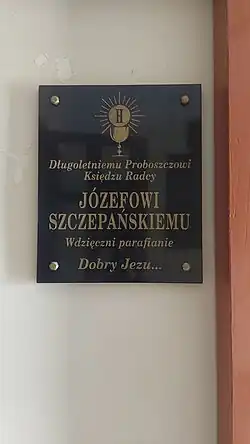 H
Długoletniemu Proboszczowi
Księdzu Radcy
JÓZEFOWI
SZCZEPAŃSKIEMU
Wdzięczni parafianie
Dobry Jezu...